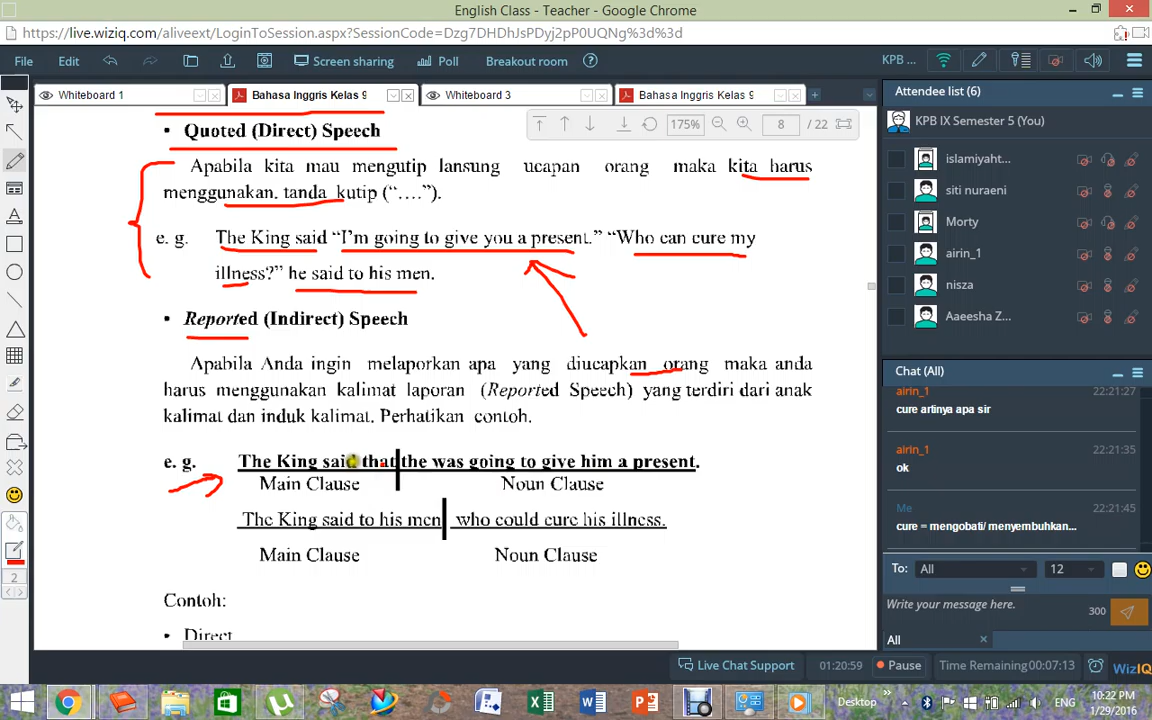 English Class - Teacher - Google Chrome
https://live.wiziq.com/aliveext/LoginToSession.aspx?SessionCode=Dzg7DHDhJsPDyj2pP0UQNg%3d%3d
File Edit Screen sharing Poll Breakout room KPB ...
Whiteboard 1 Bahasa Inggris Kelas 9 Whiteboard 3 Bahasa Inggris Kelas 9
175% 8 / 22
• Quoted (Direct) Speech
Apabila kita mau mengutip lansung ucapan orang maka kita harus
menggunakan. tanda kutip (“....”).
e. g. The King said “I’m going to give you a present.” “Who can cure my
illness?” he said to his men.
• Reported (Indirect) Speech
Apabila Anda ingin melaporkan apa yang diucapkan orang maka anda
harus menggunakan kalimat laporan (Reported Speech) yang terdiri dari anak
kalimat dan induk kalimat. Perhatikan contoh.
e. g. The King said that the was going to give him a present.
Main Clause Noun Clause
The King said to his men who could cure his illness.
Main Clause Noun Clause
Contoh:
• Direct
Attendee list (6)
KPB IX Semester 5 (You)
islamiyaht...
siti nuraeni
Morty
airin_1
nisza
Aaeesha Z...
Chat (All)
airin_1 22:21:27
cure artinya apa sir
airin_1 22:21:41
ok
Me 22:21:45
cure = mengobati/ menyembuhkan...
To: All 12
Write your message here. 300
All
Live Chat Support 01:20:59 Pause Time Remaining 00:07:13 WizIQ
2
Desktop ENG 10:22 PM
1/29/2016